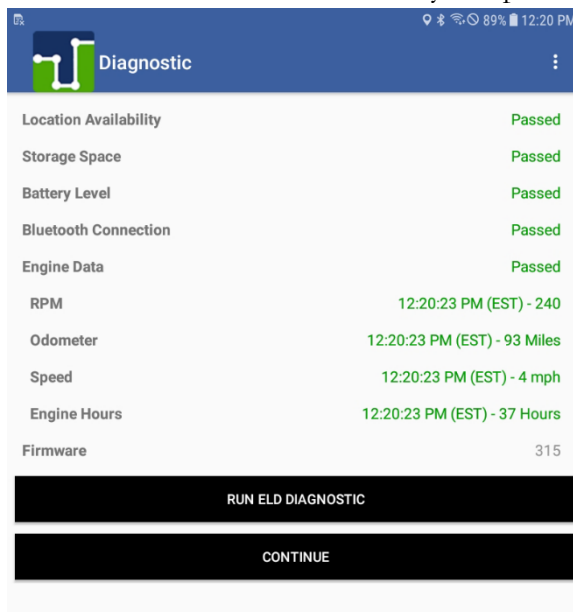 89% 12:20 PM
Diagnostic
Location Availability Passed
Storage Space Passed
Battery Level Passed
Bluetooth Connection Passed
Engine Data Passed
RPM 12:20:23 PM (EST) - 240
Odometer 12:20:23 PM (EST) - 93 Miles
Speed 12:20:23 PM (EST) - 4 mph
Engine Hours 12:20:23 PM (EST) - 37 Hours
Firmware 315
RUN ELD DIAGNOSTIC
CONTINUE